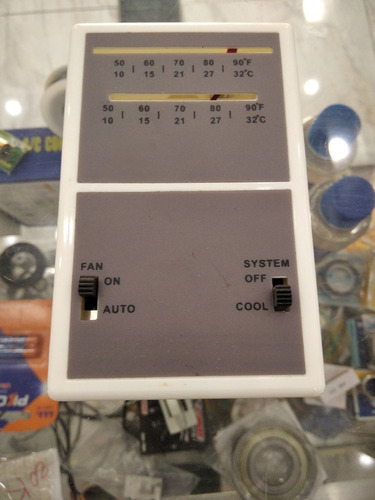 50 | 60 | 70 | 80 | 90°F
10 | 15 | 21 | 27 | 32°C
50 | 60 | 70 | 80 | 90°F
10 | 15 | 21 | 27 | 32°C
FAN
ON
AUTO
SYSTEM
OFF
COOL